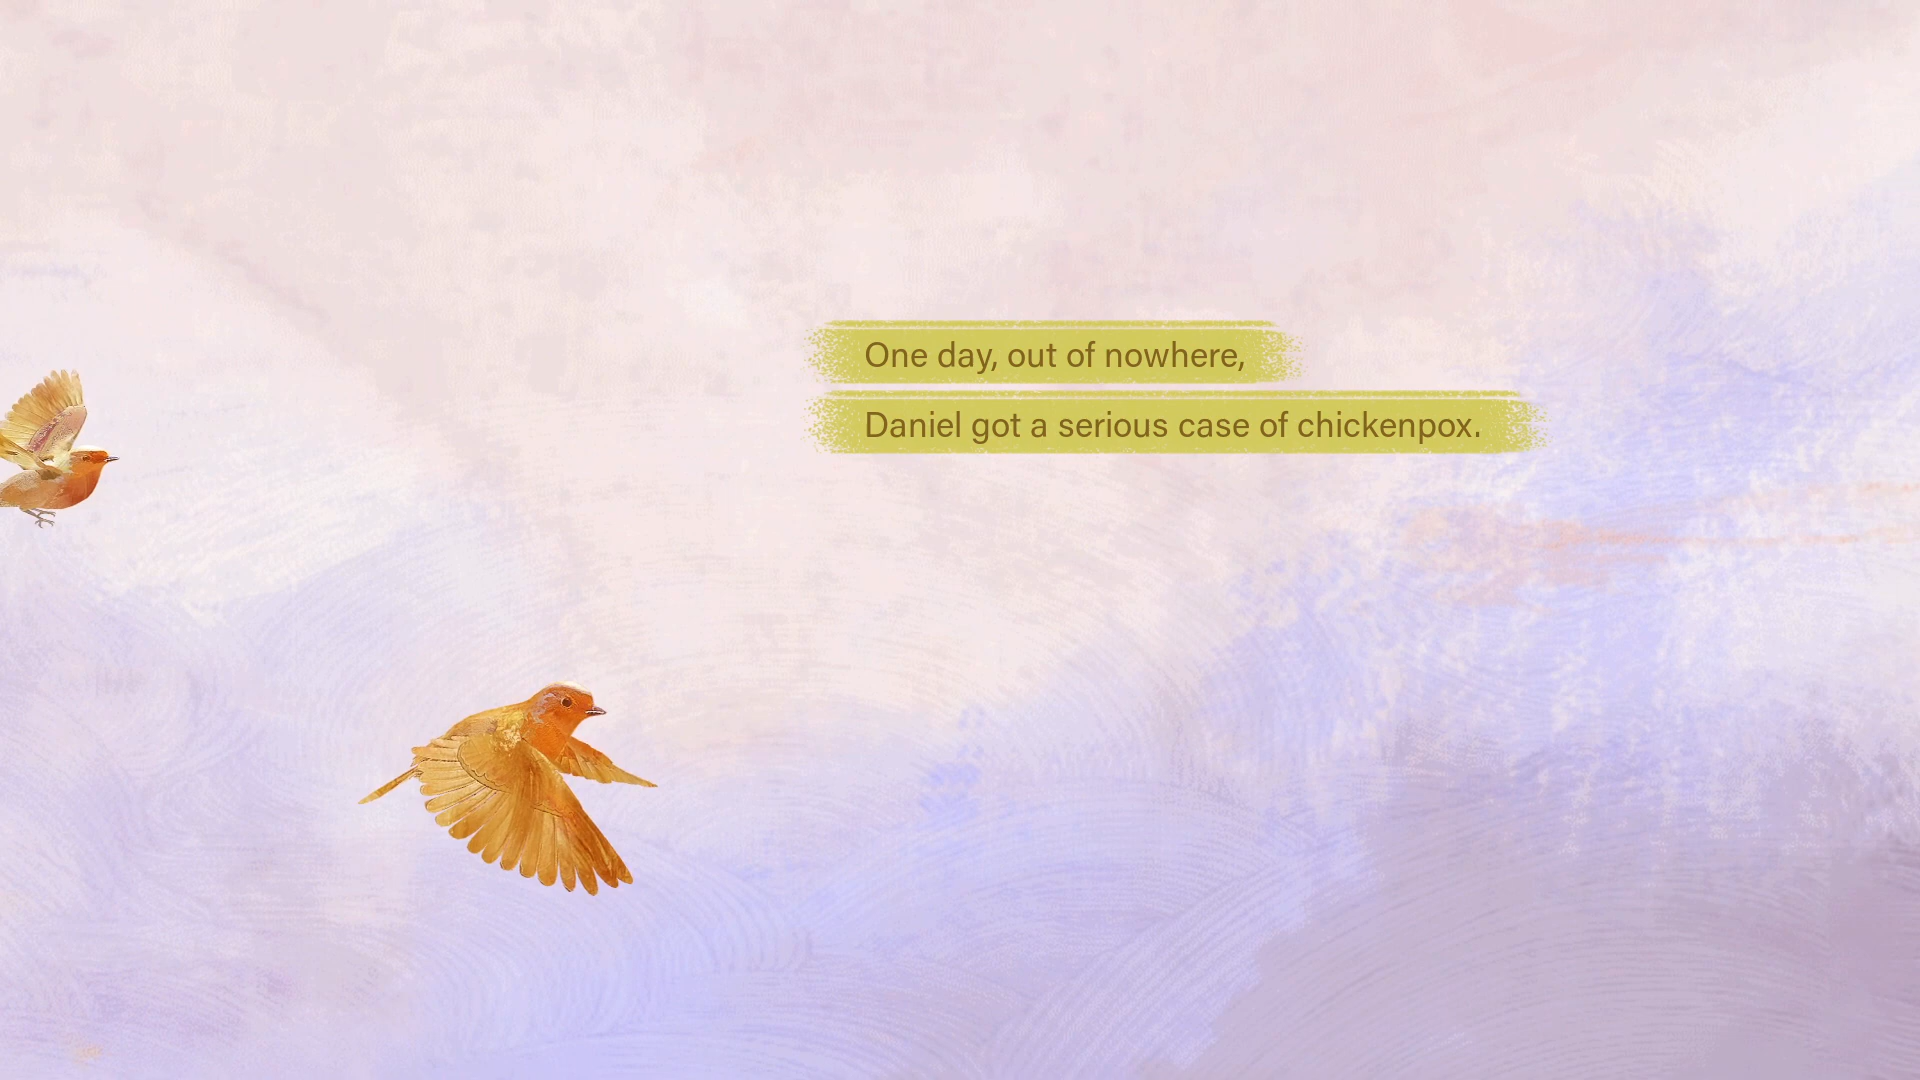 One day, out of nowhere,
Daniel got a serious case of chickenpox.